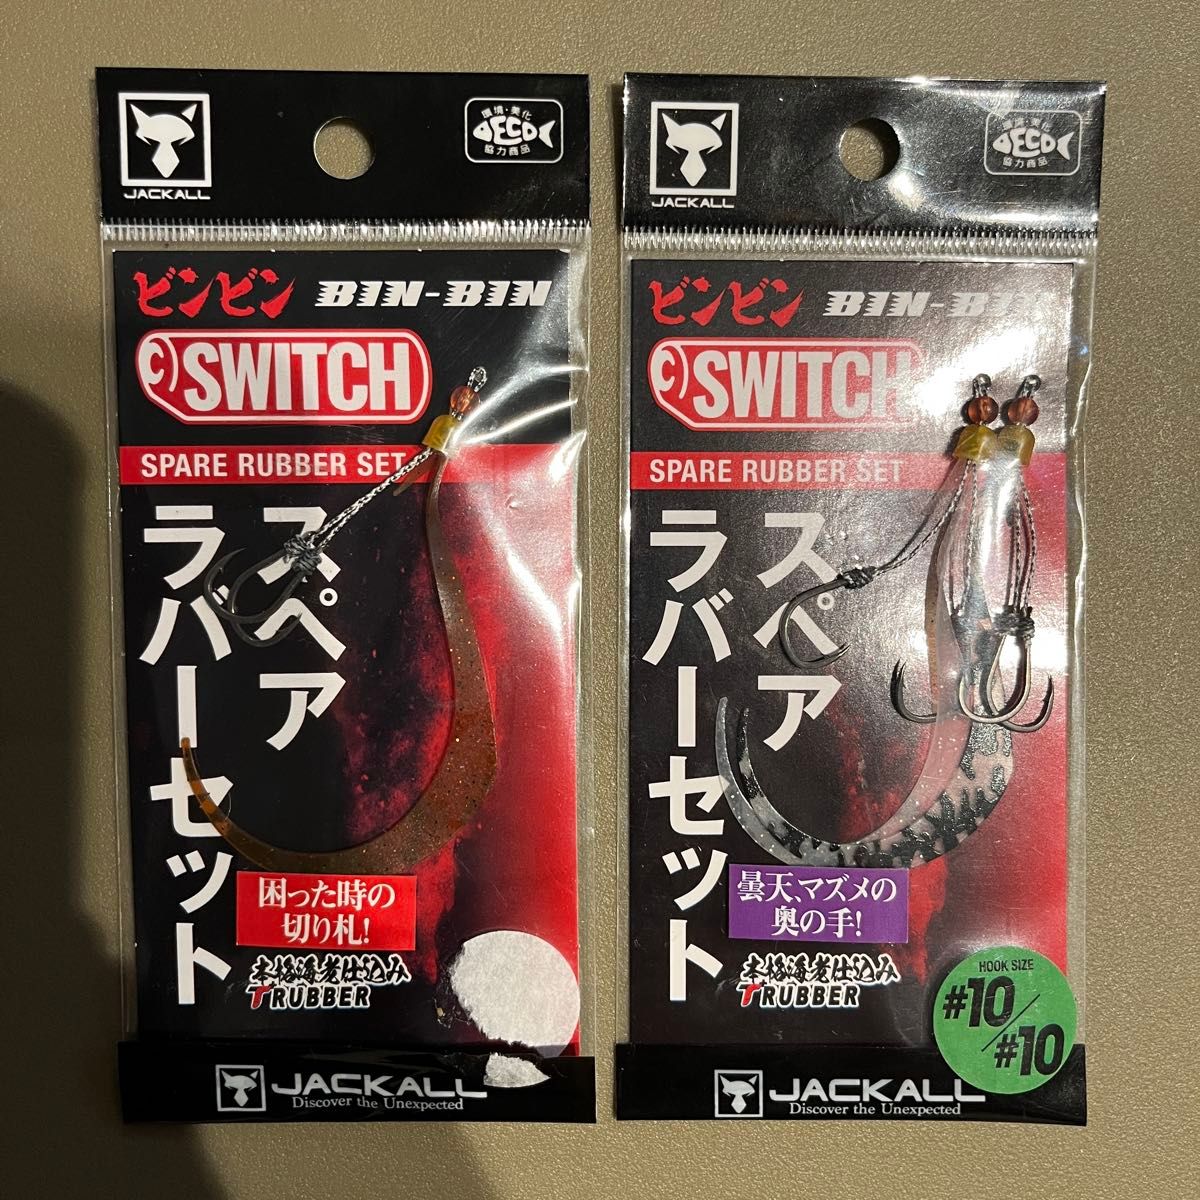 JACKALL
環境・美化
ECO
協力商品
ビンビン BIN-BIN
SWITCH
SPARE RUBBER SET
スペア
ラバーセット
困った時の
切り札!
本格海老仕込み
T RUBBER
JACKALL
Discover the Unexpected
JACKALL
環境・美化
ECO
協力商品
ビンビン BIN-BIN
SWITCH
SPARE RUBBER SET
スペア
ラバーセット
曇天、マズメの
奥の手!
本格海老仕込み
T RUBBER
HOOK SIZE
#10/
#10
JACKALL
Discover the Unexpected